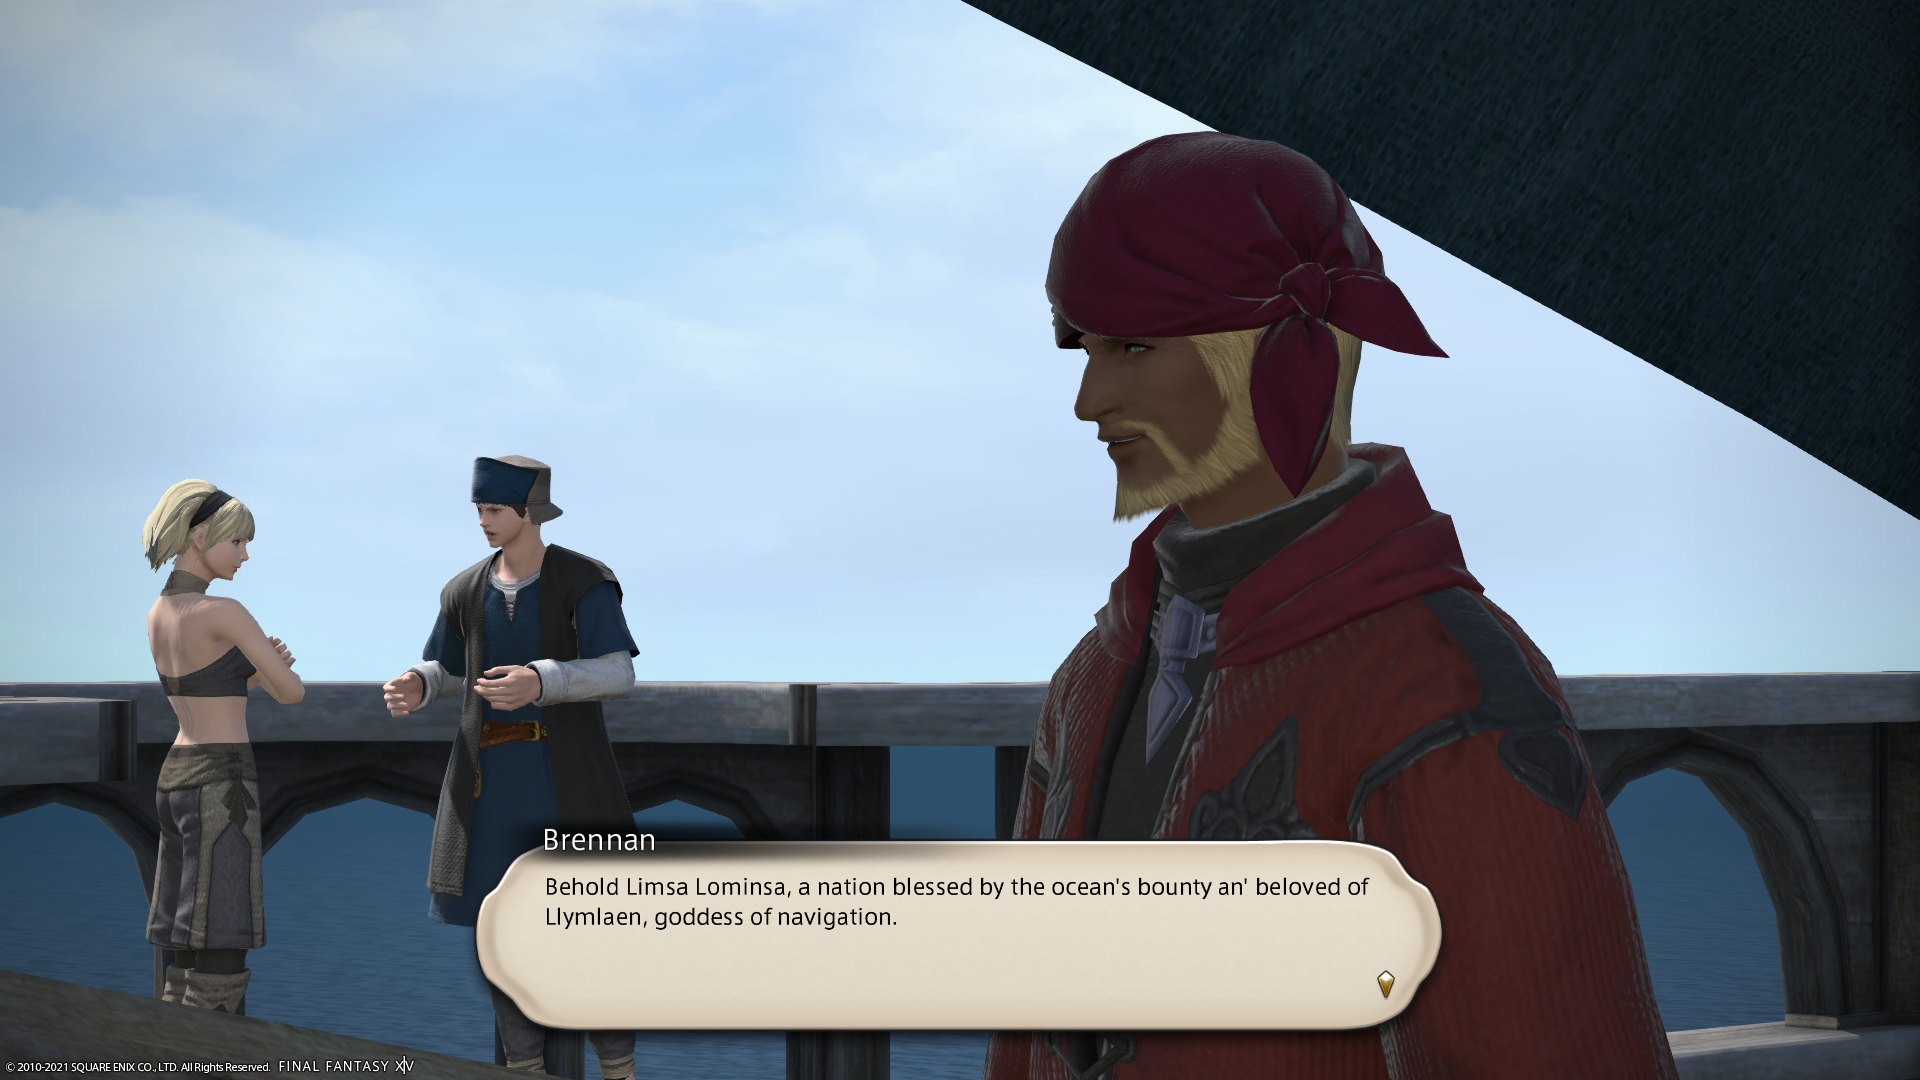 Brennan
Behold Limsa Lominsa, a nation blessed by the ocean's bounty an' beloved of
Llymlaen, goddess of navigation.
© 2010-2021 SQUARE ENIX CO., LTD. All Rights Reserved. FINAL FANTASY XIV